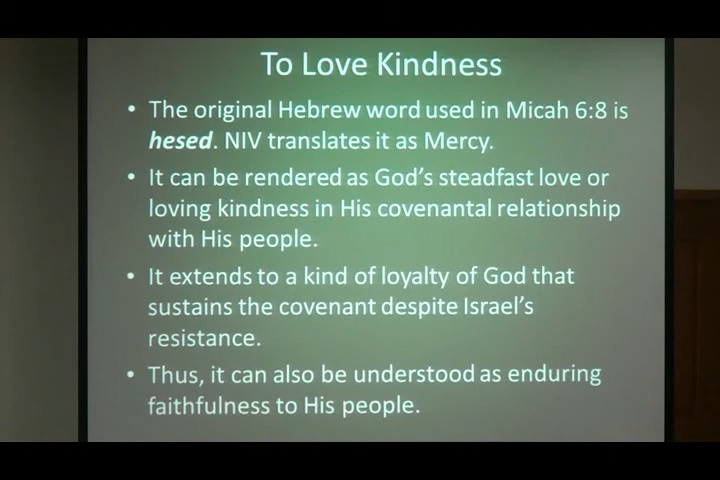 To Love Kindness
• The original Hebrew word used in Micah 6:8 is
hesed. NIV translates it as Mercy.
• It can be rendered as God's steadfast love or
loving kindness in His covenantal relationship
with His people.
• It extends to a kind of loyalty of God that
sustains the covenant despite Israel's
resistance.
• Thus, it can also be understood as enduring
faithfulness to His people.